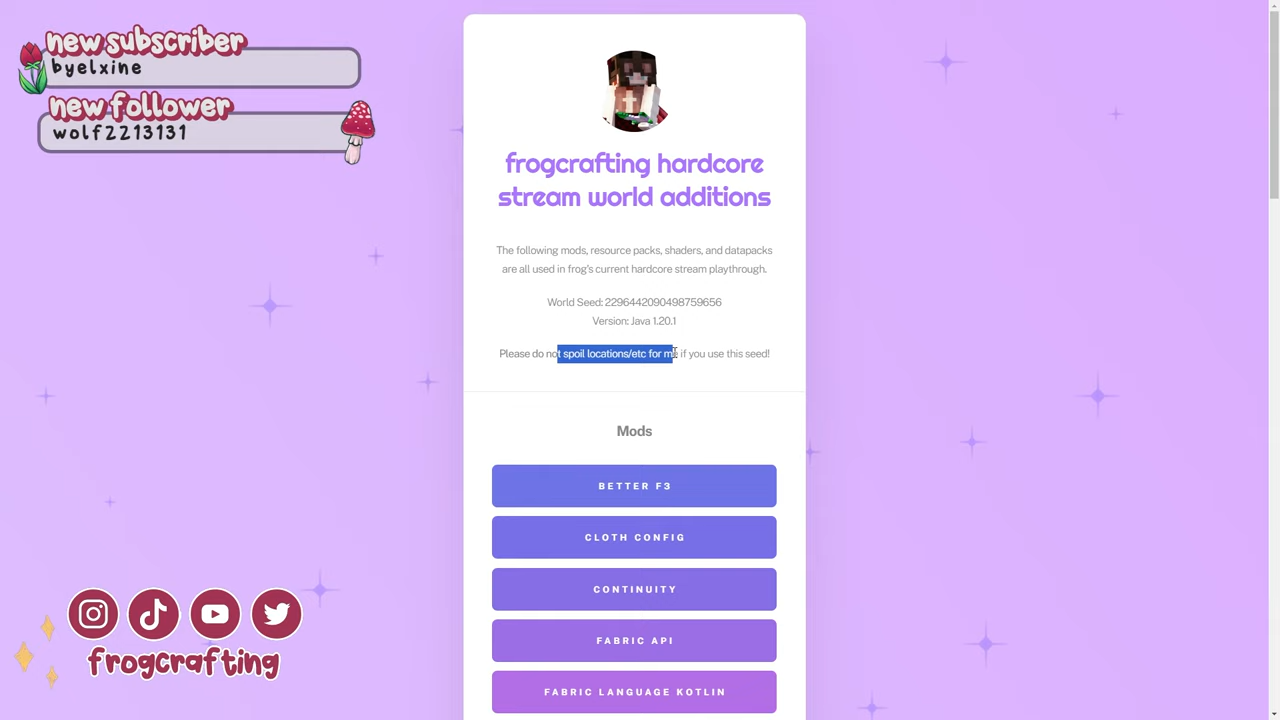 new subscriber
byelxine
new follower
wolf2213131
frogcrafting hardcore
stream world additions
The following mods, resource packs, shaders, and datapacks
are all used in frog's current hardcore stream playthrough.
World Seed: 2296442090498759656
Version: Java 1.20.1
Please do not spoil locations/etc for me if you use this seed!
Mods
BETTER F3
CLOTH CONFIG
CONTINUITY
FABRIC API
FABRIC LANGUAGE KOTLIN
frogcrafting